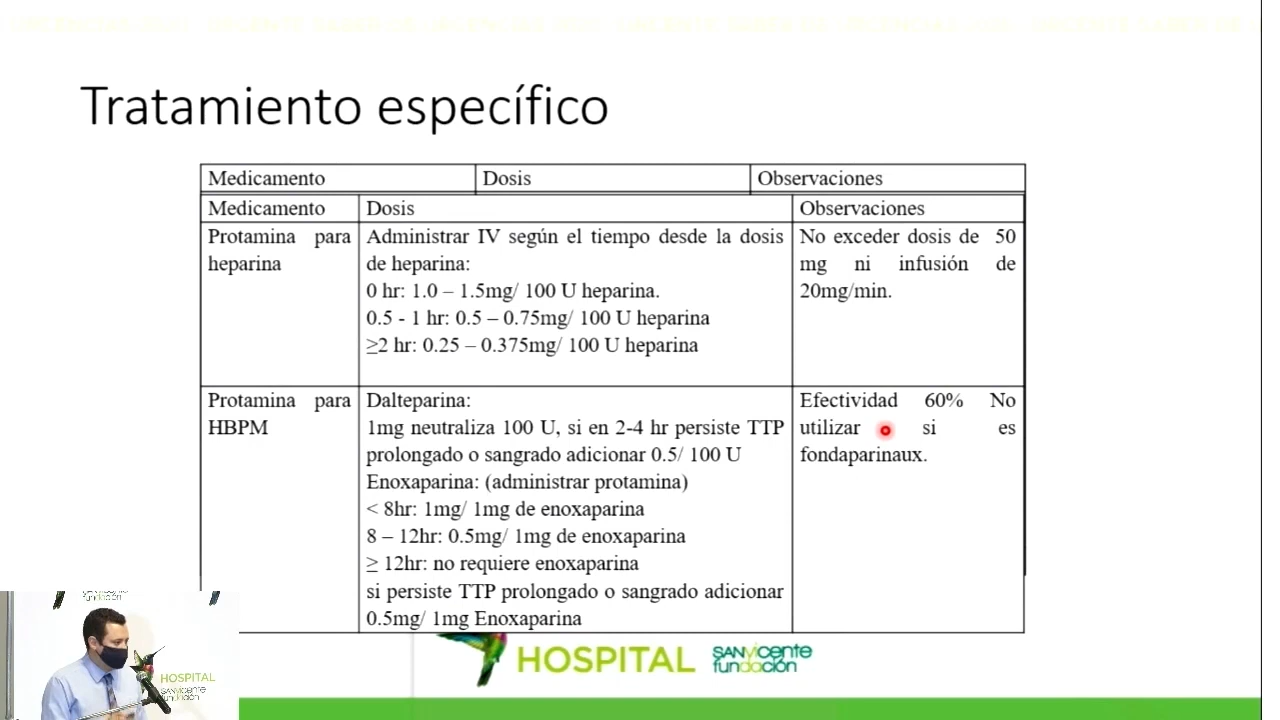 Tratamiento específico
Medicamento Dosis Observaciones
Medicamento Dosis Observaciones
Protamina para heparina
Administrar IV según el tiempo desde la dosis
de heparina:
0 hr: 1.0 – 1.5mg/ 100 U heparina.
0.5 - 1 hr: 0.5 – 0.75mg/ 100 U heparina
≥2 hr: 0.25 – 0.375mg/ 100 U heparina
No exceder dosis de 50
mg ni infusión de
20mg/min.
Protamina para
HBPM
Dalteparina:
1mg neutraliza 100 U, si en 2-4 hr persiste TTP
prolongado o sangrado adicionar 0.5/ 100 U
Enoxaparina: (administrar protamina)
< 8hr: 1mg/ 1mg de enoxaparina
8 – 12hr: 0.5mg/ 1mg de enoxaparina
≥ 12hr: no requiere enoxaparina
si persiste TTP prolongado o sangrado adicionar
0.5mg/ 1mg Enoxaparina
Efectividad 60% No
utilizar si es
fondaparinaux.
HOSPITAL
SANVicente
fundación
HOSPITAL
SANVicente
fundación